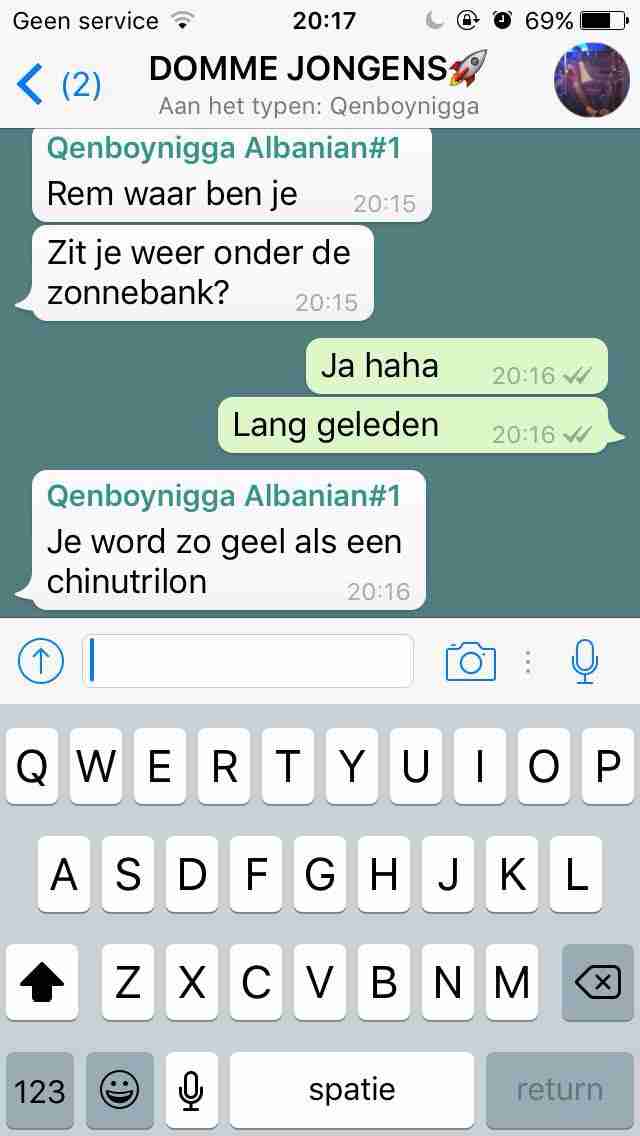 Geen service 20:17 69%
(2) DOMME JONGENS🚀
Aan het typen: Qenboynigga
Qenboynigga Albanian#1
Rem waar ben je 20:15
Zit je weer onder de
zonnebank? 20:15
Ja haha 20:16
Lang geleden 20:16
Qenboynigga Albanian#1
Je word zo geel als een
chinutrilon 20:16
Q W E R T Y U I O P
A S D F G H J K L
Z X C V B N M
123 spatie return